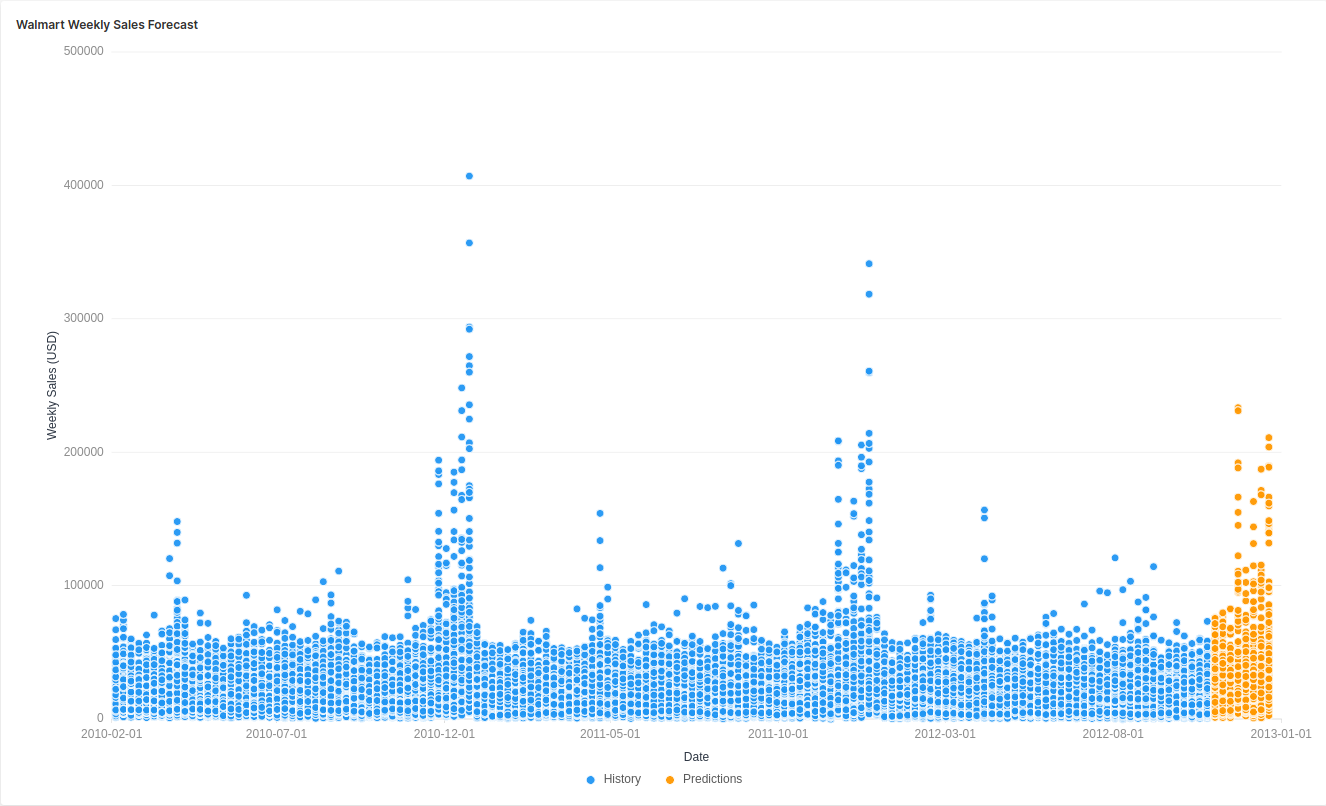 Walmart Weekly Sales Forecast
500000
400000
300000
200000
100000
0
Weekly Sales (USD)
2010-02-01 2010-07-01 2010-12-01 2011-05-01 2011-10-01 2012-03-01 2012-08-01 2013-01-01
Date
History Predictions